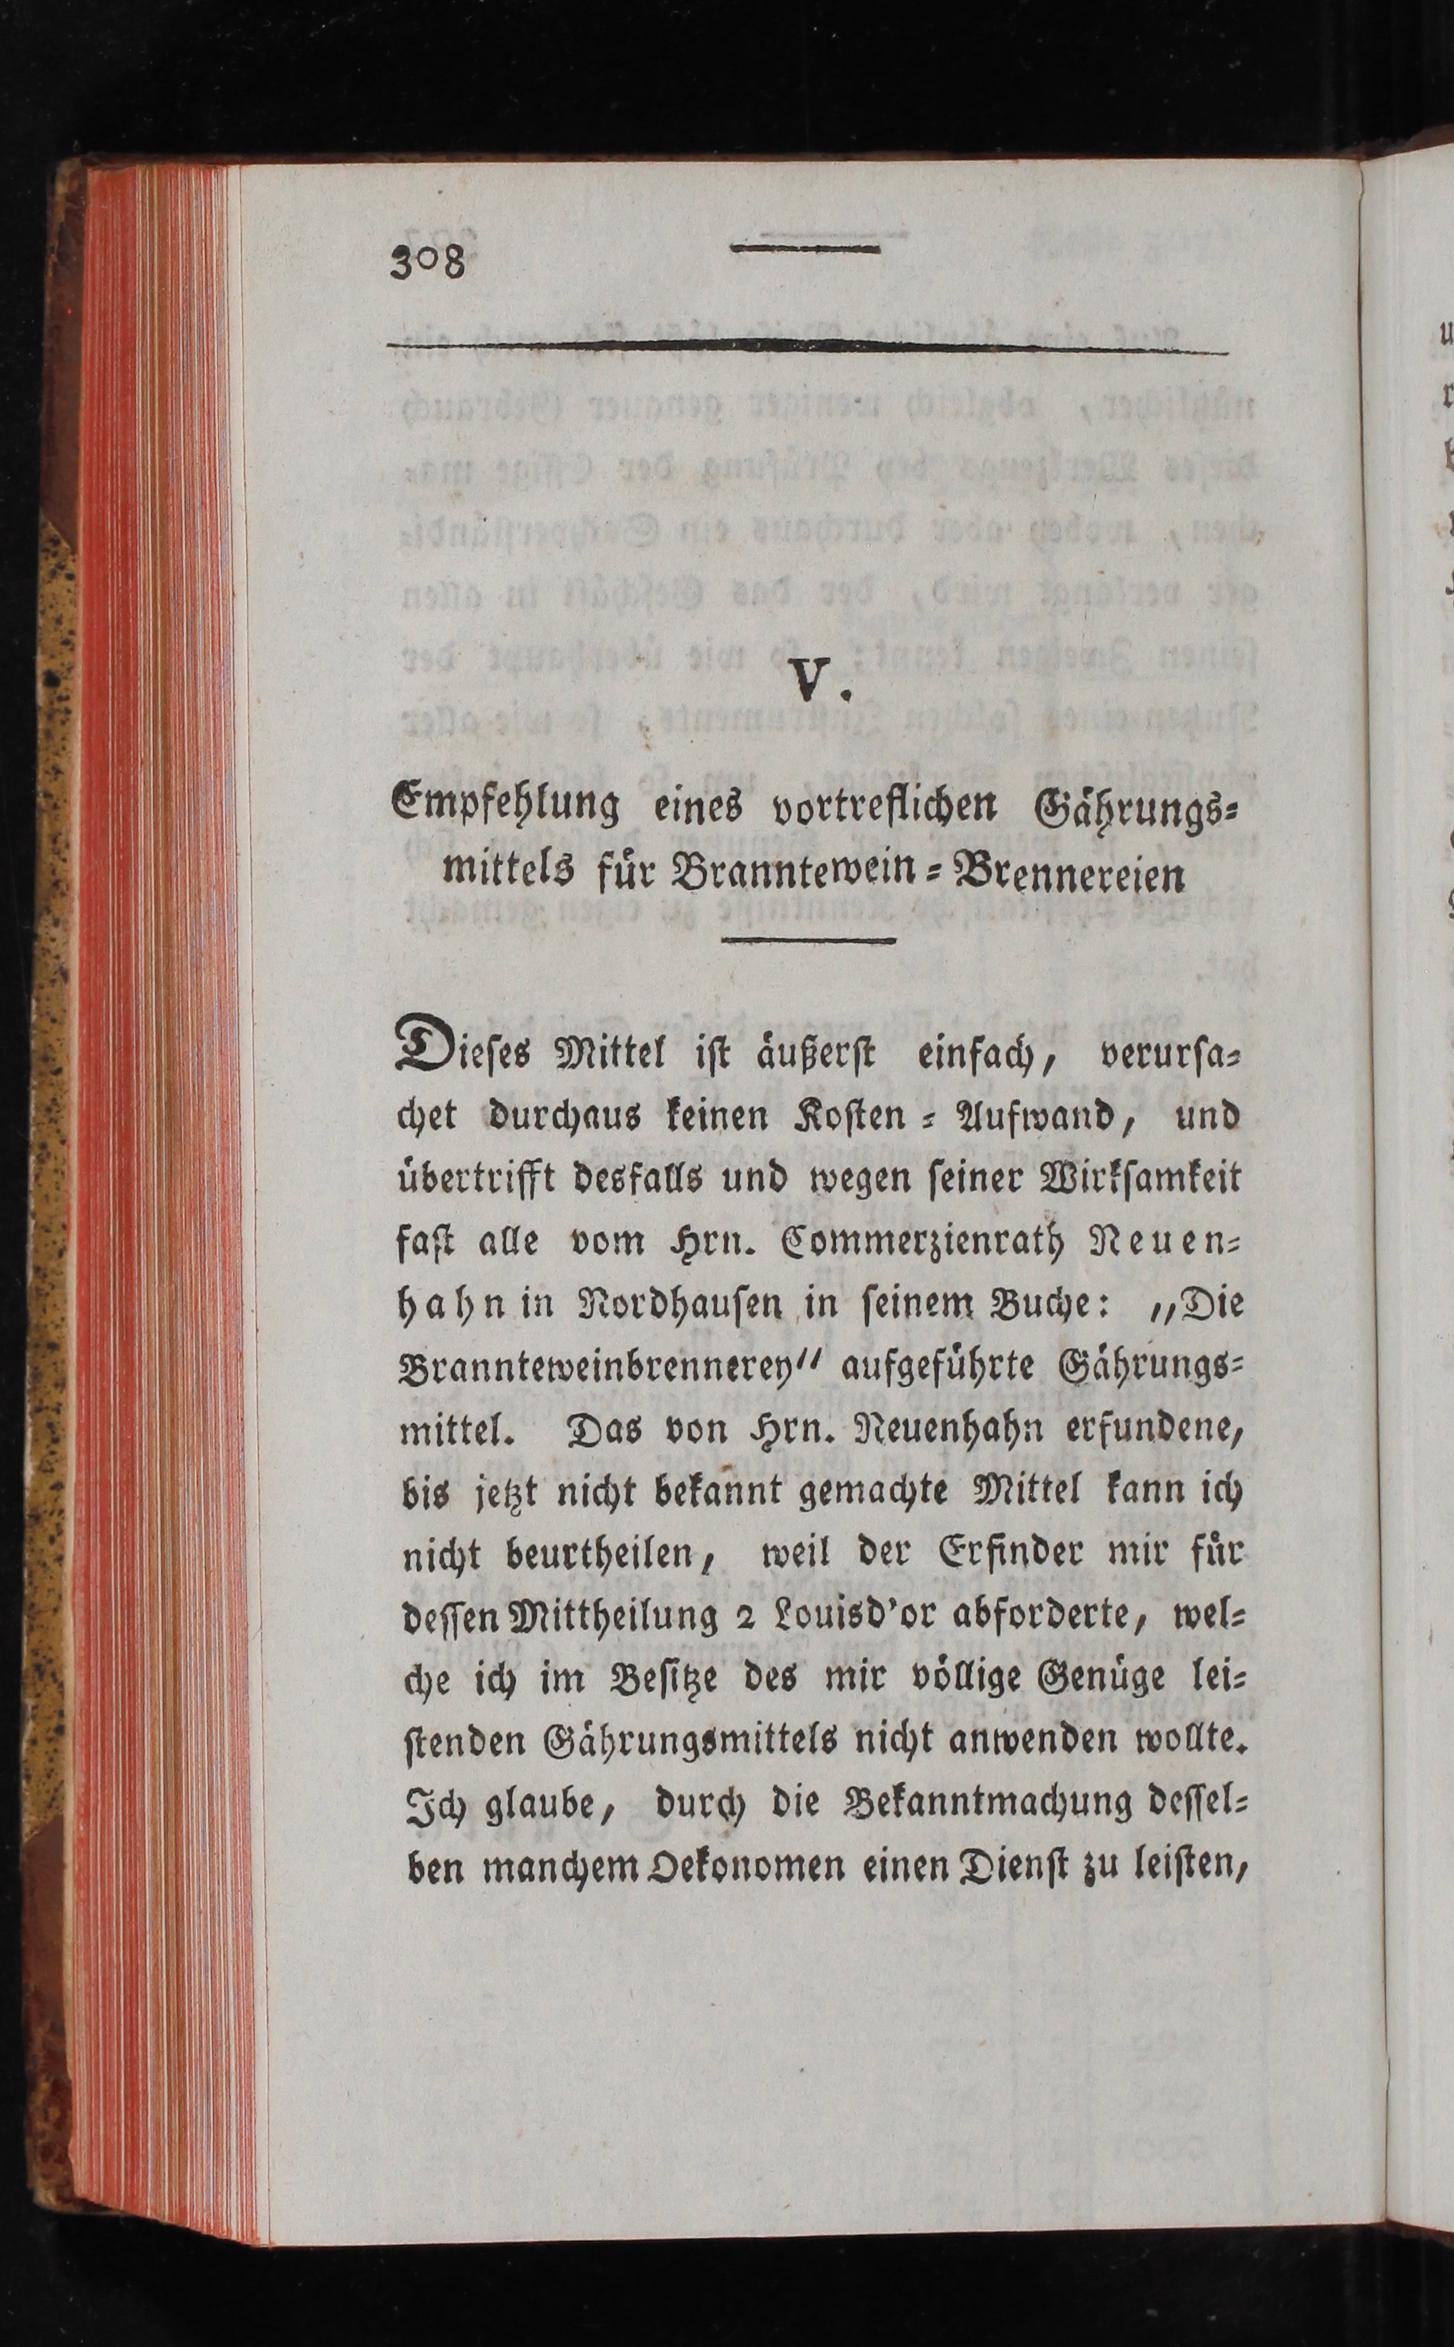 308
V.
Empfehlung eines vortreflichen Gährungs-
mittels für Branntewein-Brennereien
Dieſes Mittel iſt äußerſt einfach, verurſa-
chet durchaus keinen Koſten-Aufwand, und
übertrifft desfalls und wegen ſeiner Wirkſamkeit
faſt alle vom Hrn. Commerzienrath Neuen-
hahn in Nordhauſen in ſeinem Buche: „Die
Brannteweinbrennerey“ aufgeführte Gährungs-
mittel. Das von Hrn. Neuenhahn erfundene,
bis jetzt nicht bekannt gemachte Mittel kann ich
nicht beurtheilen, weil der Erfinder mir für
deſſen Mittheilung 2 Louisd'or abforderte, wel-
che ich im Beſitze des mir völlige Genüge lei-
ſtenden Gährungsmittels nicht anwenden wollte.
Ich glaube, durch die Bekanntmachung deſſel-
ben manchem Oekonomen einen Dienſt zu leiſten,